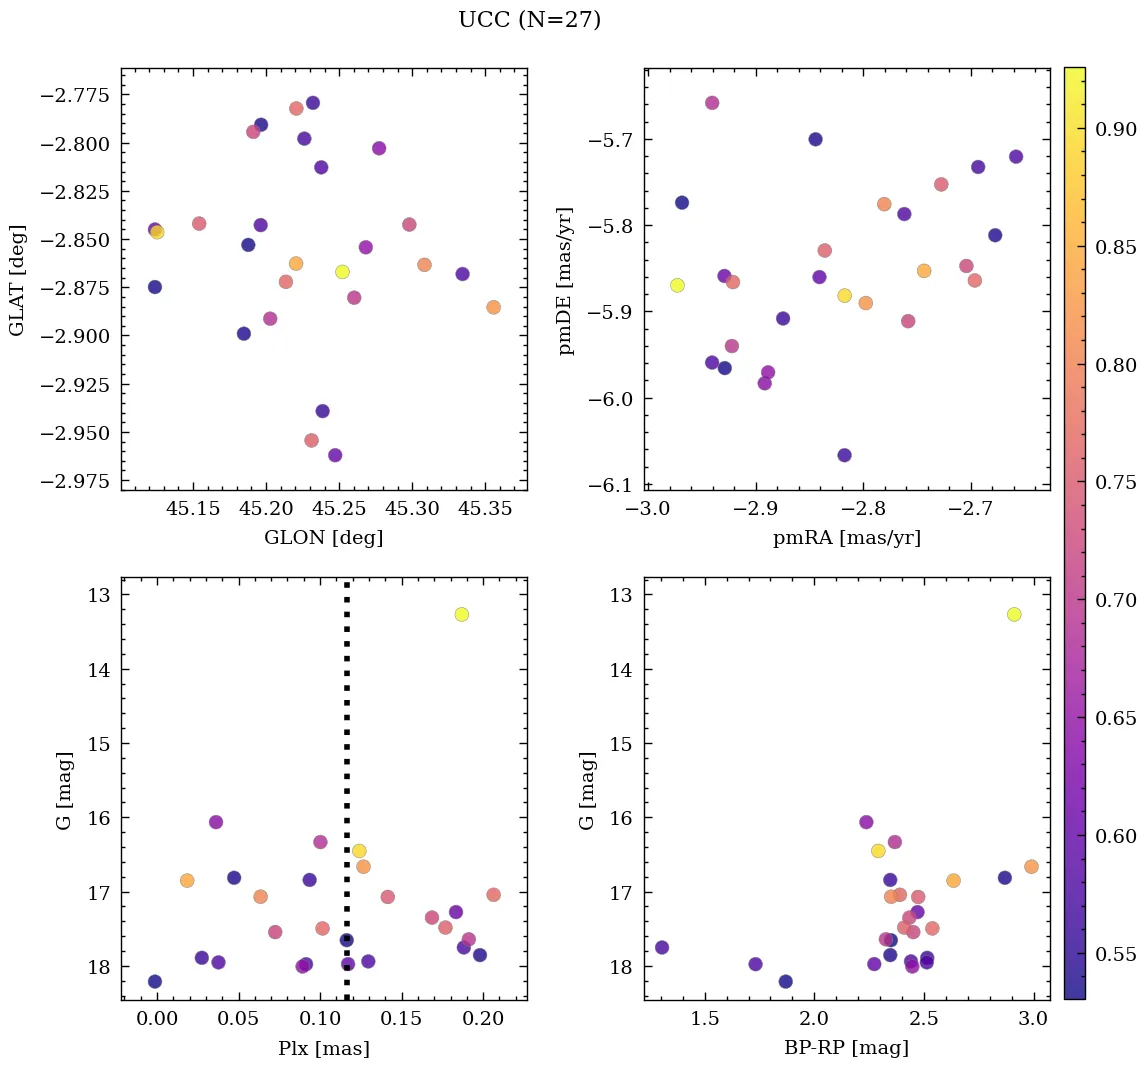 UCC (N=27)
−2.775
−2.800
−2.825
−2.850
−2.875
−2.900
−2.925
−2.950
−2.975
GLAT [deg]
45.15 45.20 45.25 45.30 45.35
GLON [deg]
−5.7
−5.8
−5.9
−6.0
−6.1
pmDE [mas/yr]
−3.0 −2.9 −2.8 −2.7
pmRA [mas/yr]
13
14
15
16
17
18
G [mag]
0.00 0.05 0.10 0.15 0.20
Plx [mas]
13
14
15
16
17
18
G [mag]
1.5 2.0 2.5 3.0
BP-RP [mag]
0.90
0.85
0.80
0.75
0.70
0.65
0.60
0.55